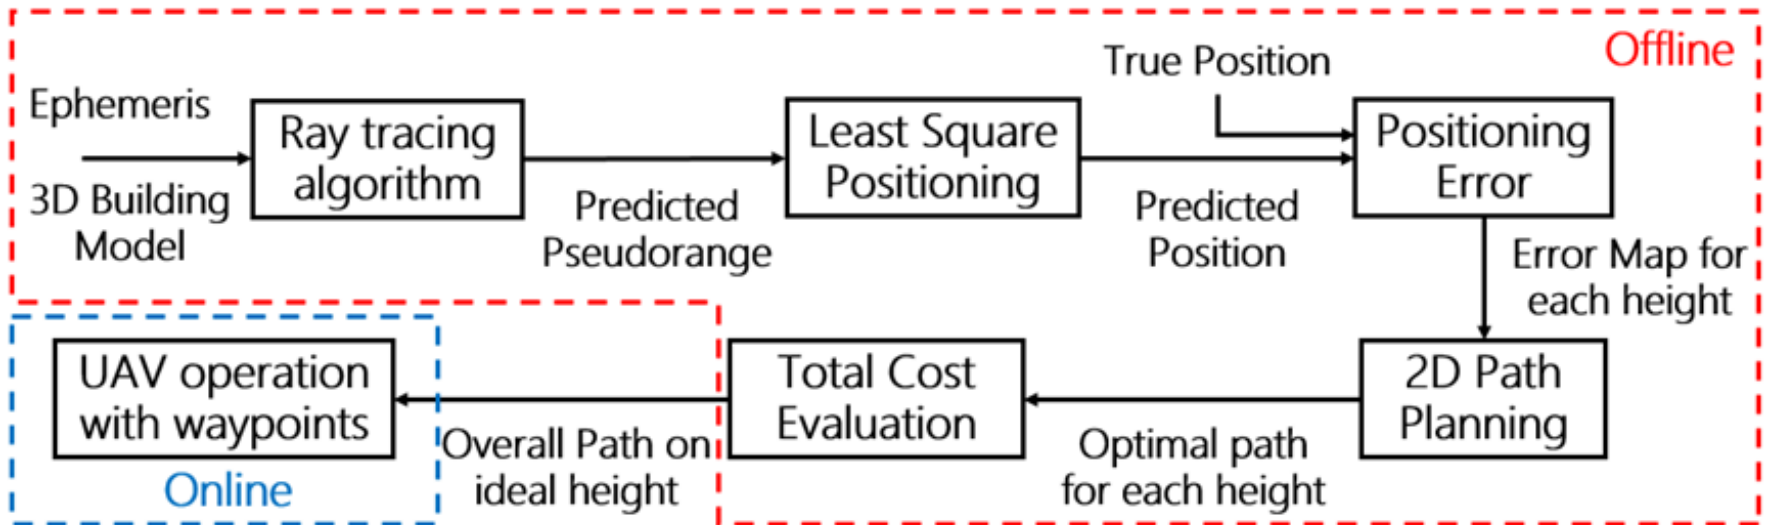 Offline
True Position
Ephemeris
3D Building
Model
Ray tracing
algorithm
Predicted
Pseudorange
Least Square
Positioning
Predicted
Position
Positioning
Error
Error Map for
each height
2D Path
Planning
Optimal path
for each height
Total Cost
Evaluation
Overall Path on
ideal height
UAV operation
with waypoints
Online